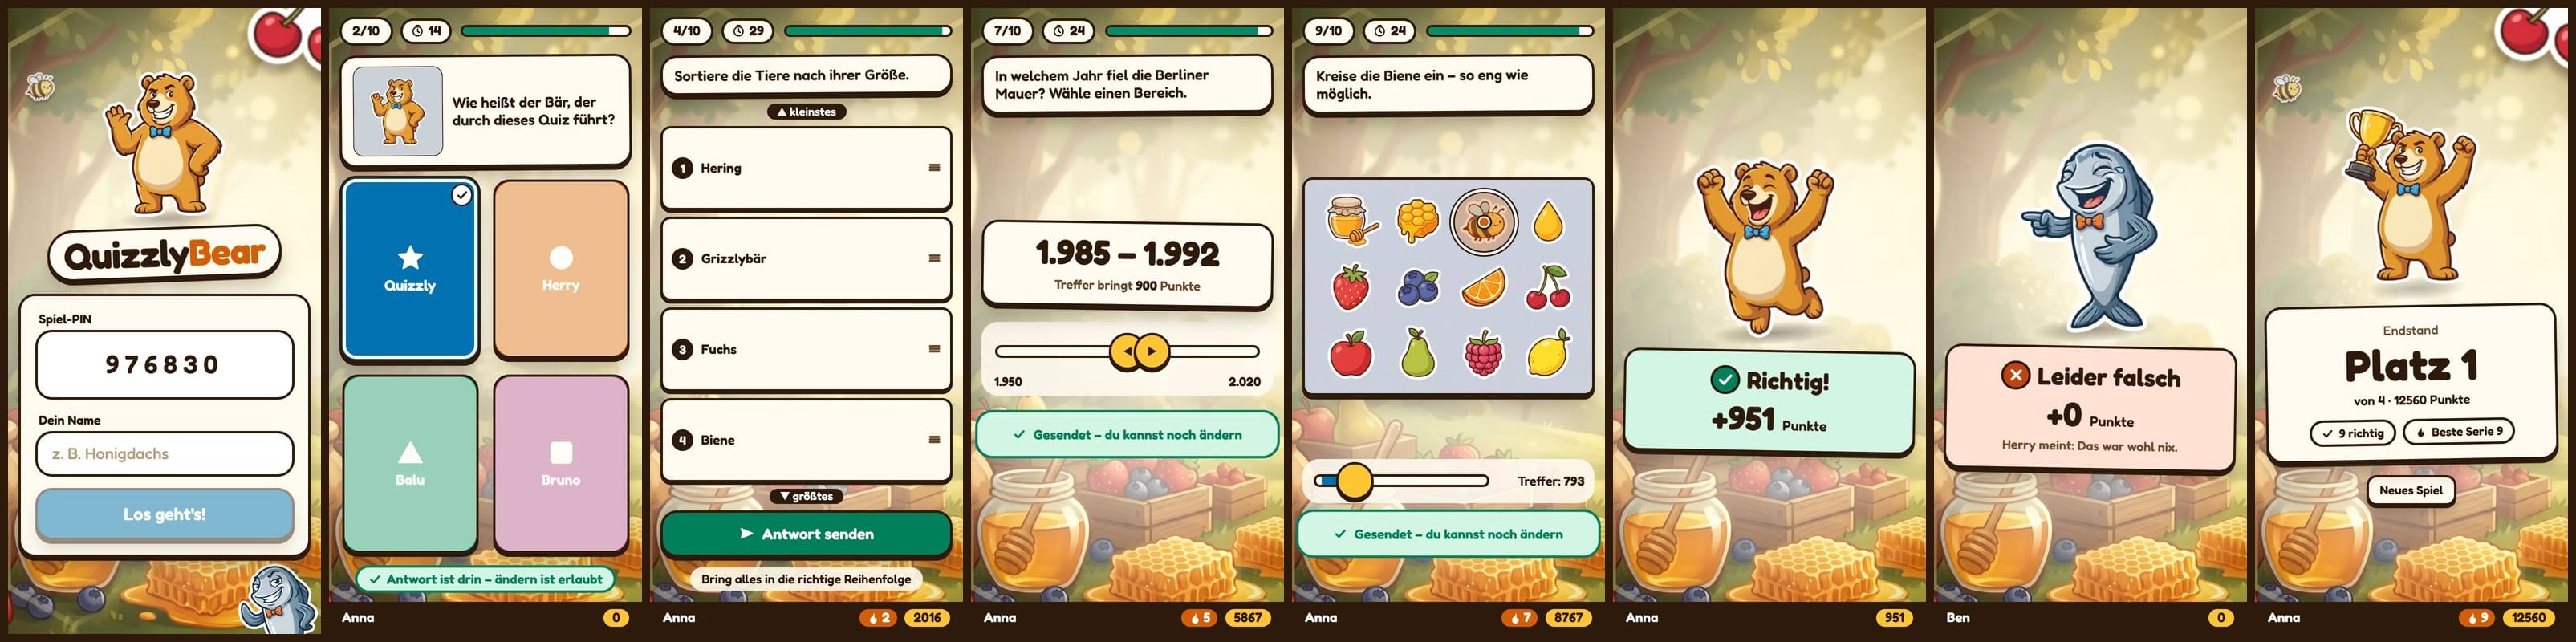 QuizzlyBear
Spiel-PIN
976830
Dein Name
z. B. Honigdachs
Los geht's!
2/10
14
Wie heißt der Bär, der
durch dieses Quiz führt?
Quizzly
Herry
Balu
Bruno
Antwort ist drin – ändern ist erlaubt
Anna
0
4/10
29
Sortiere die Tiere nach ihrer Größe.
▲ kleinstes
1 Hering
2 Grizzlybär
3 Fuchs
4 Biene
▼ größtes
Antwort senden
Bring alles in die richtige Reihenfolge
Anna
2
2016
7/10
24
In welchem Jahr fiel die Berliner
Mauer? Wähle einen Bereich.
1.985 – 1.992
Treffer bringt 900 Punkte
1.950
2.020
Gesendet – du kannst noch ändern
Anna
5
5867
9/10
24
Kreise die Biene ein – so eng wie
möglich.
Treffer: 793
Gesendet – du kannst noch ändern
Anna
7
8767
Richtig!
+951 Punkte
Anna
951
Leider falsch
+0 Punkte
Herry meint: Das war wohl nix.
Ben
0
Endstand
Platz 1
von 4 · 12560 Punkte
9 richtig
Beste Serie 9
Neues Spiel
Anna
9
12560